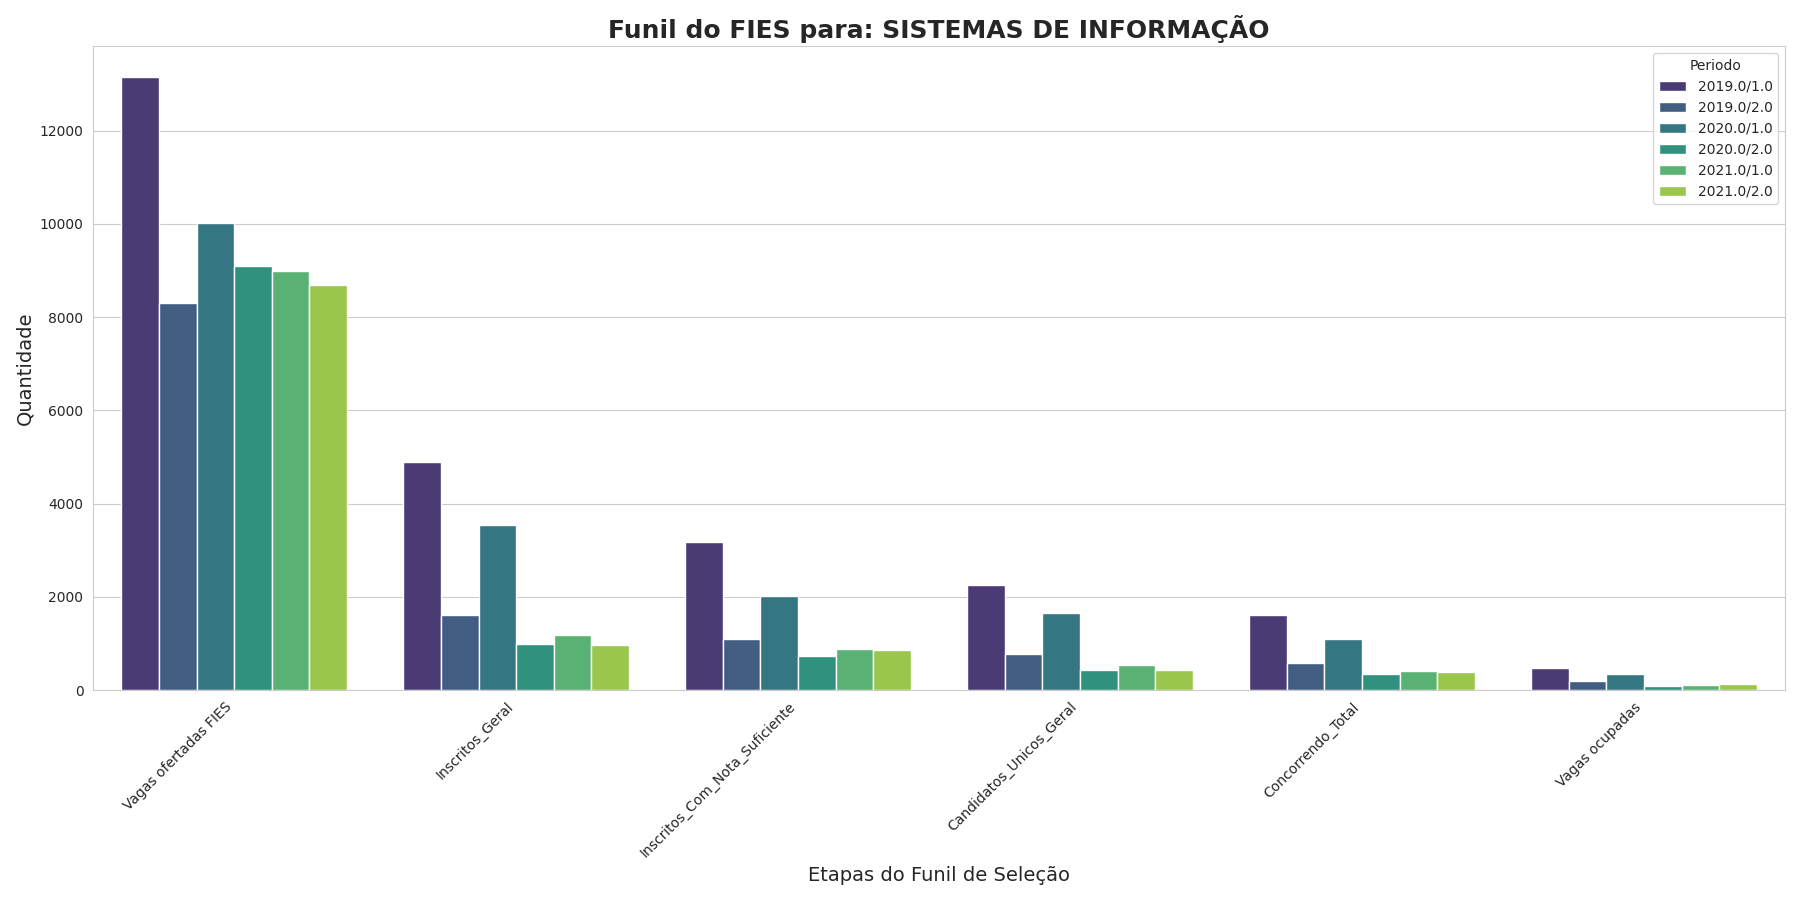 Funil do FIES para: SISTEMAS DE INFORMAÇÃO
Periodo
2019.0/1.0
2019.0/2.0
2020.0/1.0
2020.0/2.0
2021.0/1.0
2021.0/2.0
Quantidade
12000
10000
8000
6000
4000
2000
0
Vagas ofertadas FIES
Inscritos_Geral
Inscritos_Com_Nota_Suficiente
Candidatos_Unicos_Geral
Concorrendo_Total
Vagas ocupadas
Etapas do Funil de Seleção